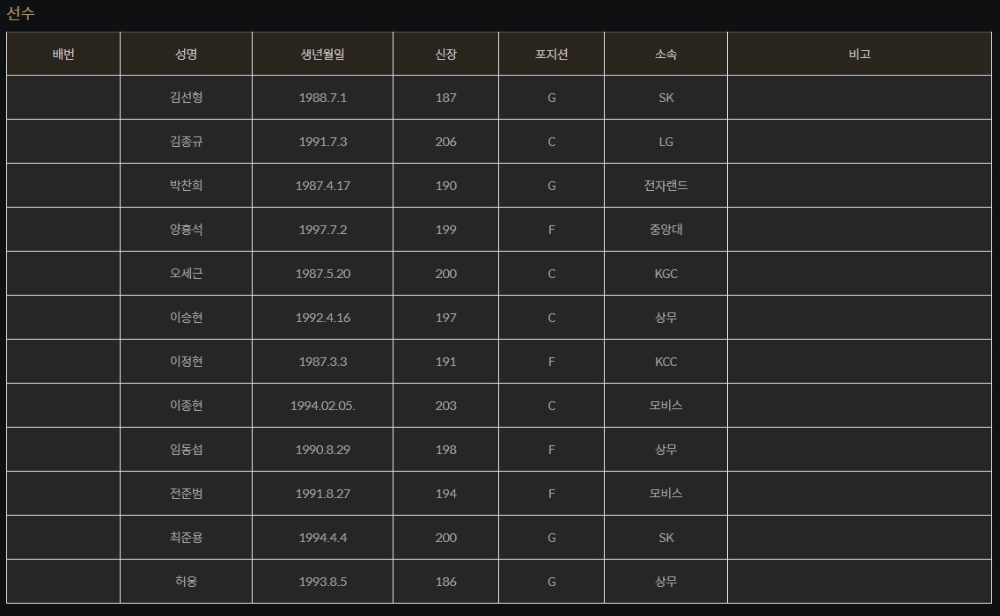 선수
배번 성명 생년월일 신장 포지션 소속 비고
김선형 1988.7.1 187 G SK
김종규 1991.7.3 206 C LG
박찬희 1987.4.17 190 G 전자랜드
양홍석 1997.7.2 199 F 중앙대
오세근 1987.5.20 200 C KGC
이승현 1992.4.16 197 C 상무
이정현 1987.3.3 191 F KCC
이종현 1994.02.05. 203 C 모비스
임동섭 1990.8.29 198 F 상무
전준범 1991.8.27 194 F 모비스
최준용 1994.4.4 200 G SK
허웅 1993.8.5 186 G 상무